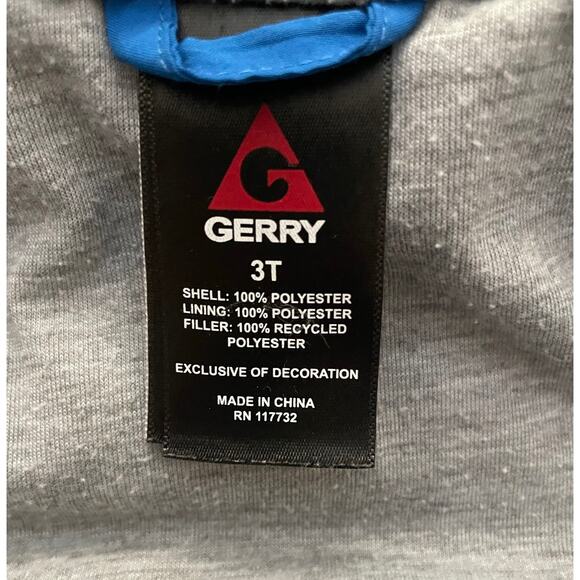 G
GERRY
3T
SHELL: 100% POLYESTER
LINING: 100% POLYESTER
FILLER: 100% RECYCLED
POLYESTER
EXCLUSIVE OF DECORATION
MADE IN CHINA
RN 117732